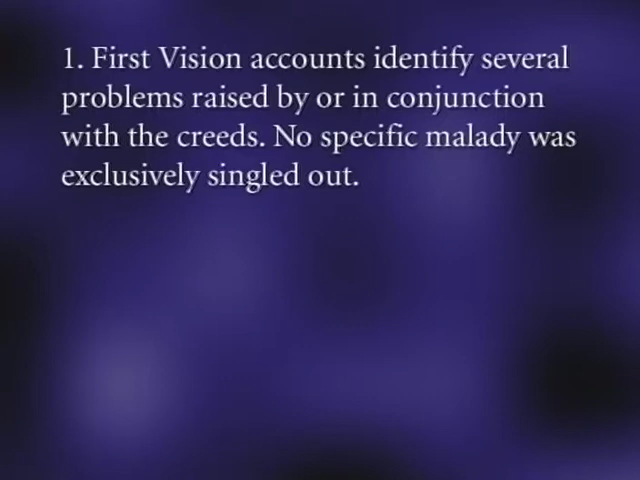 1. First Vision accounts identify several
problems raised by or in conjunction
with the creeds. No specific malady was
exclusively singled out.